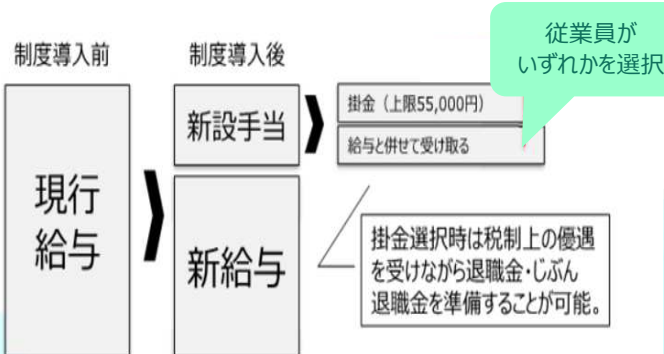 従業員が
いずれかを選択
制度導入前
制度導入後
現行
給与
新設手当
新給与
掛金（上限55,000円）
給与と併せて受け取る
掛金選択時は税制上の優遇
を受けながら退職金・じぶん
退職金を準備することが可能。